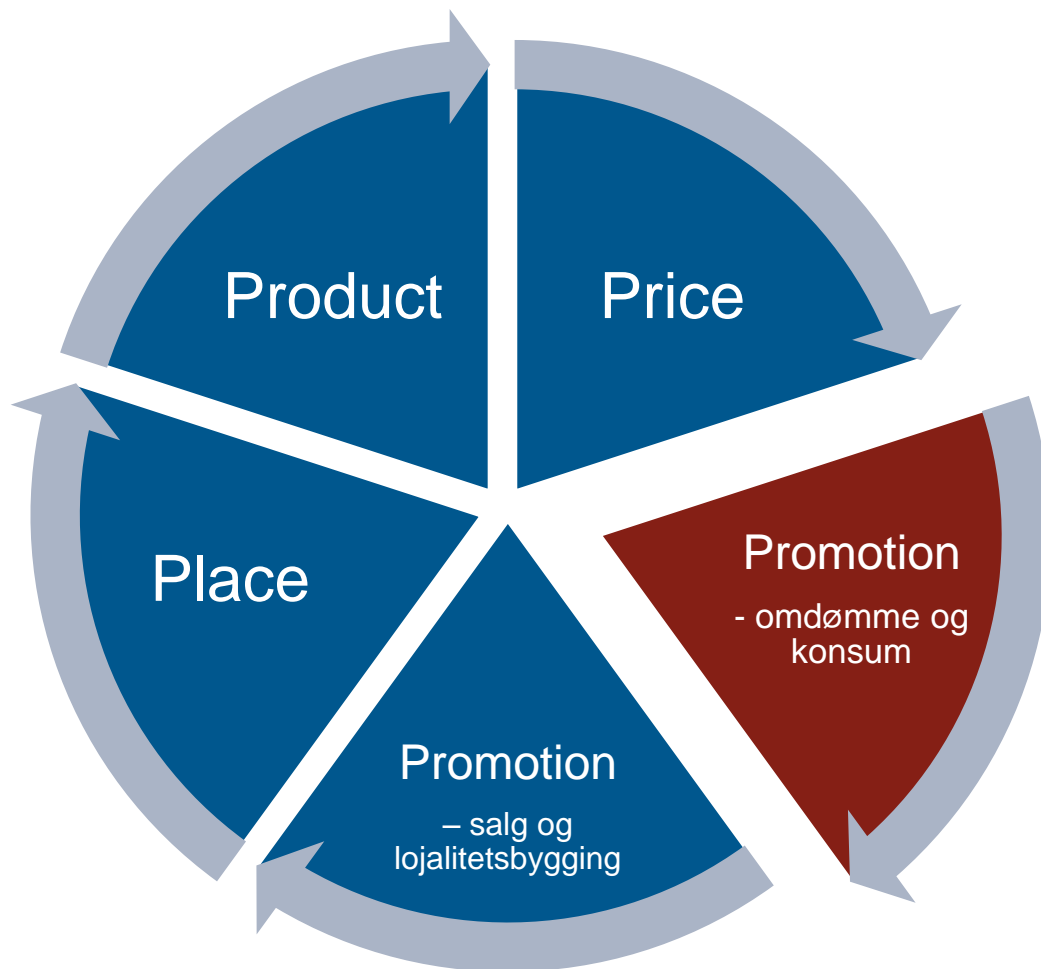 Product
Price
Promotion
- omdømme og
konsum
Promotion
– salg og
lojalitetsbygging
Place